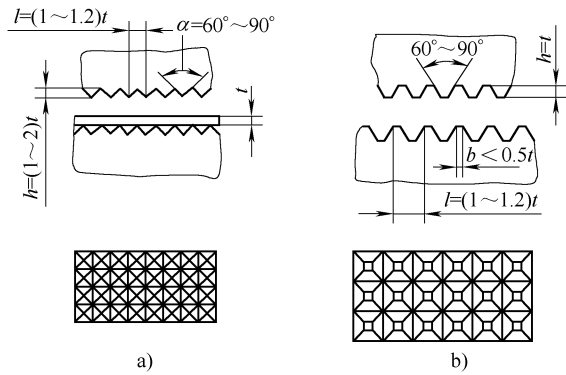 l=(1～1.2)t
α=60°～90°
h=(1～2)t
t
60°～90°
h=t
b＜0.5t
l=(1～1.2)t
a)
b)